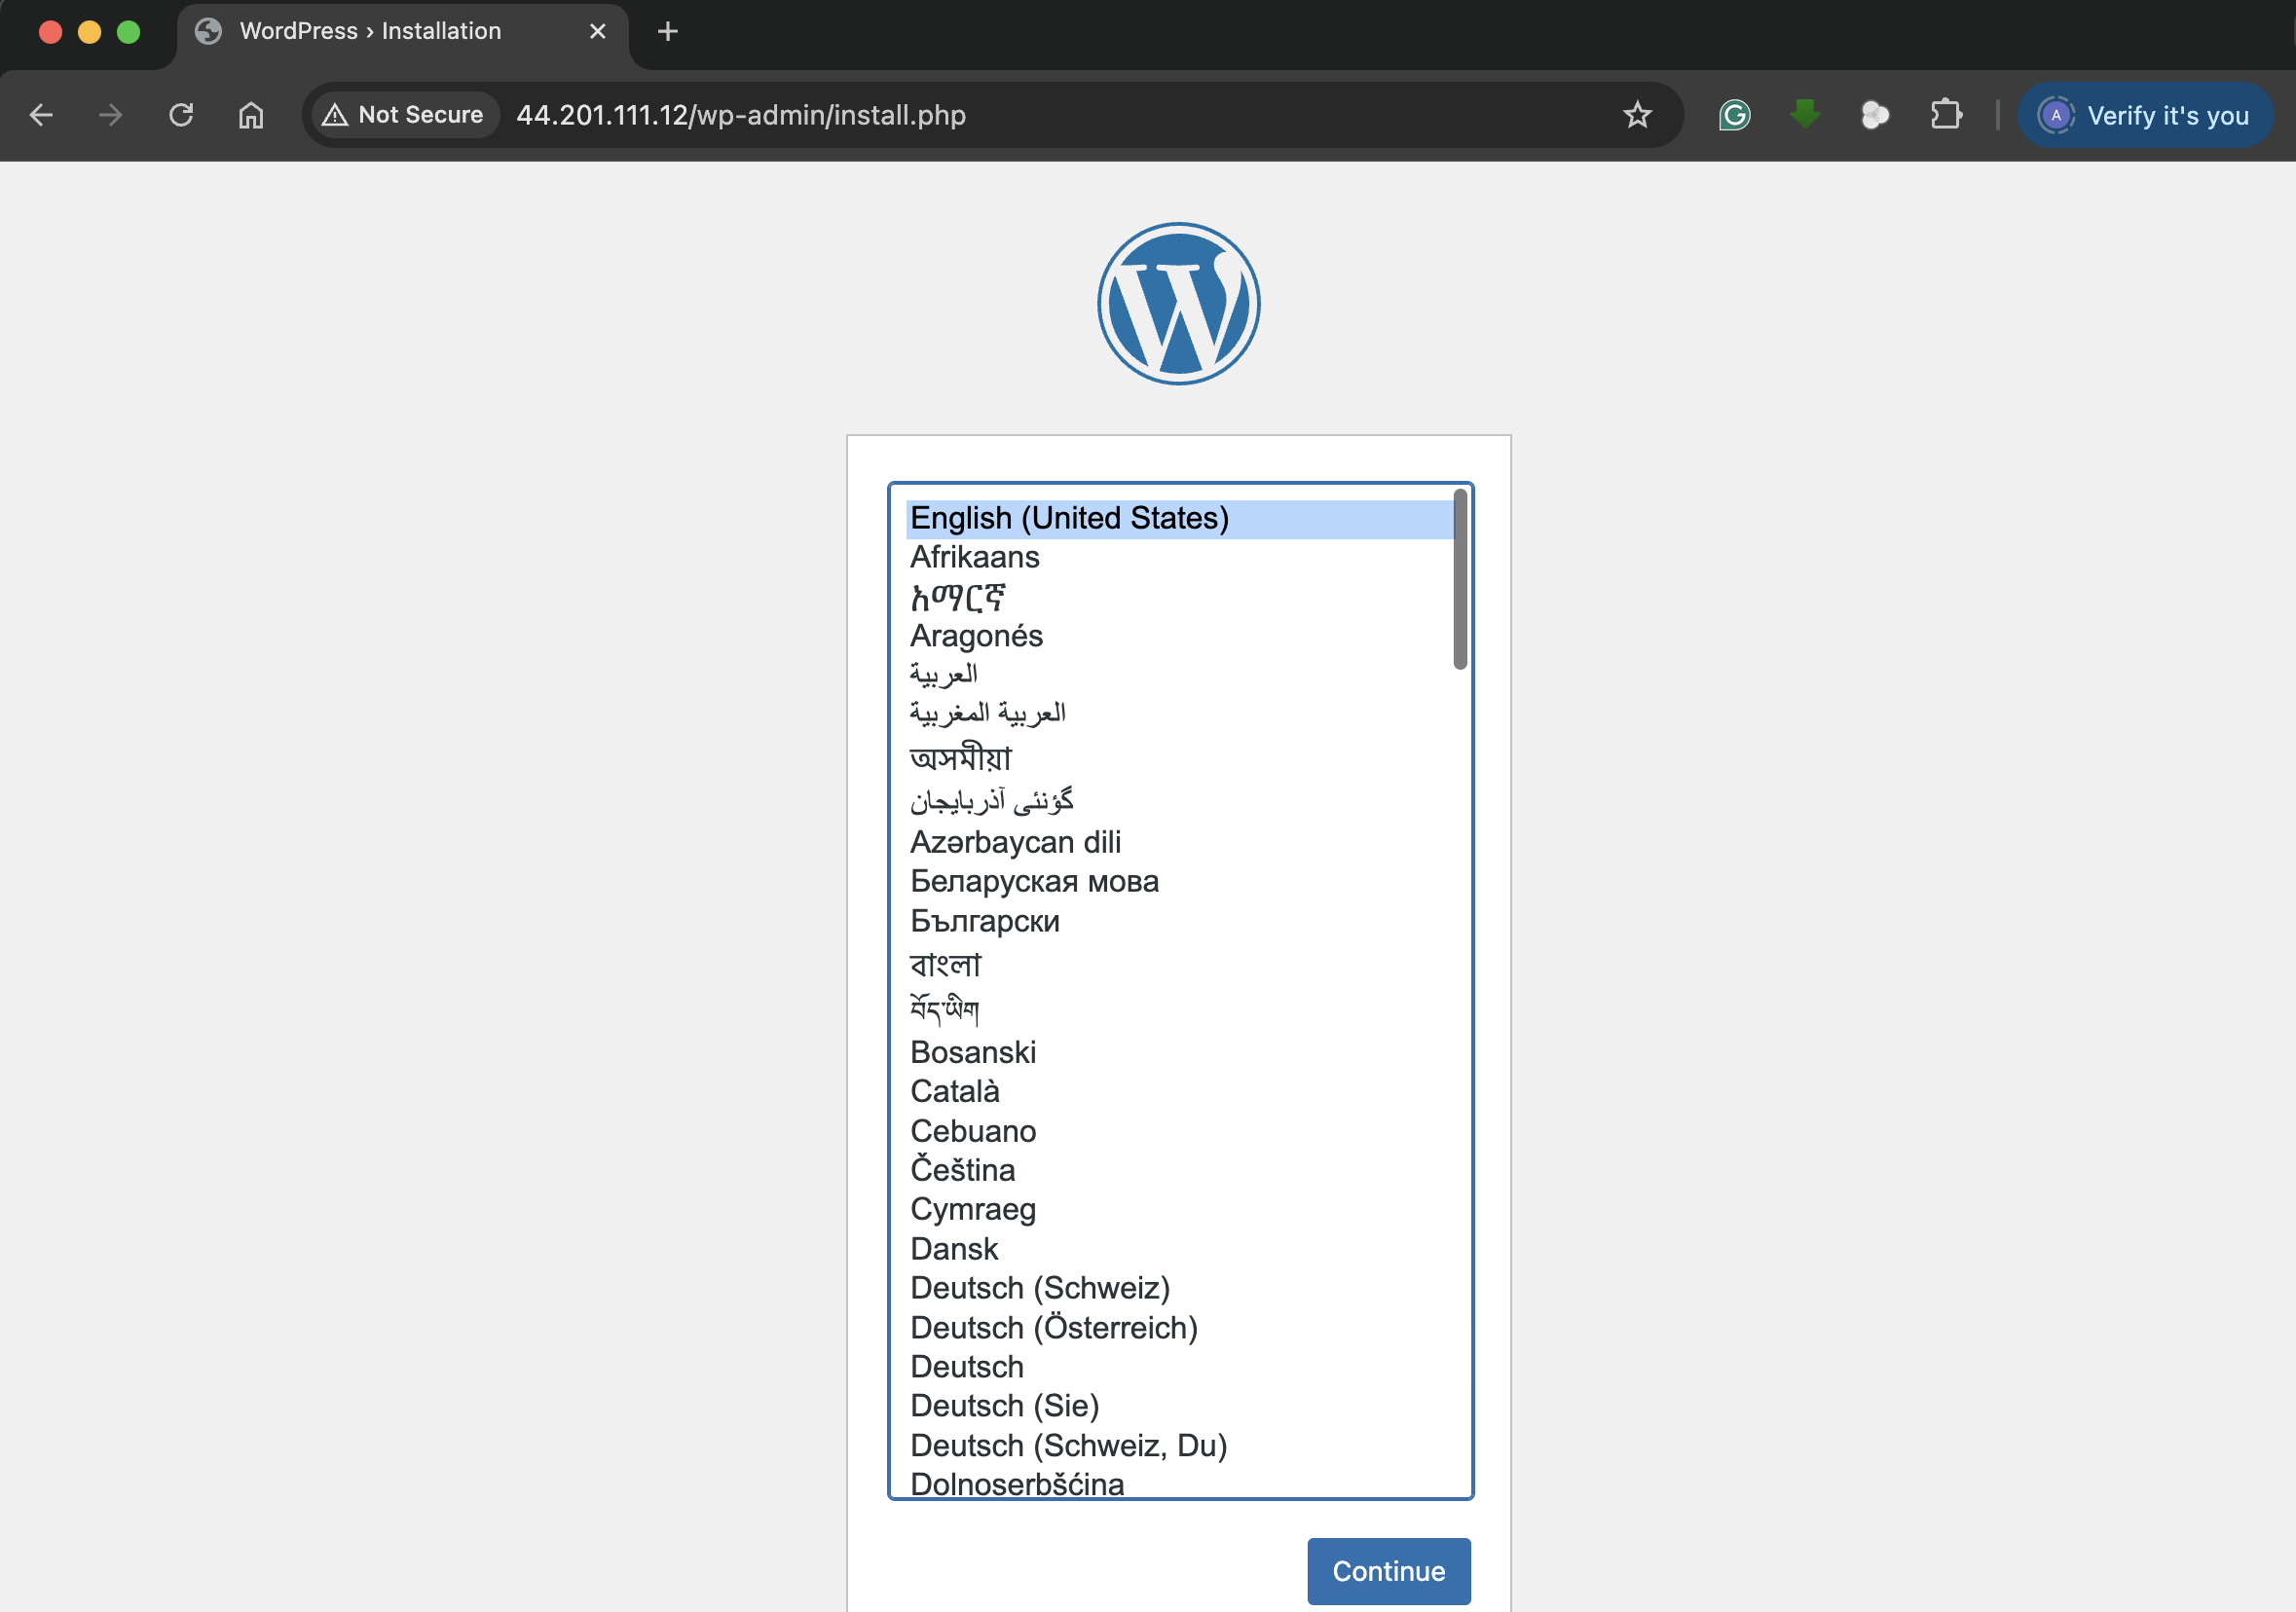 WordPress › Installation
Not Secure
44.201.111.12/wp-admin/install.php
A
Verify it's you
English (United States)
Afrikaans
አማርኛ
Aragonés
العربية
العربية المغربية
অসমীয়া
گؤنئی آذربایجان
Azərbaycan dili
Беларуская мова
Български
বাংলা
བོད་ཡིག
Bosanski
Català
Cebuano
Čeština
Cymraeg
Dansk
Deutsch (Schweiz)
Deutsch (Österreich)
Deutsch
Deutsch (Sie)
Deutsch (Schweiz, Du)
Dolnoserbšćina
Continue